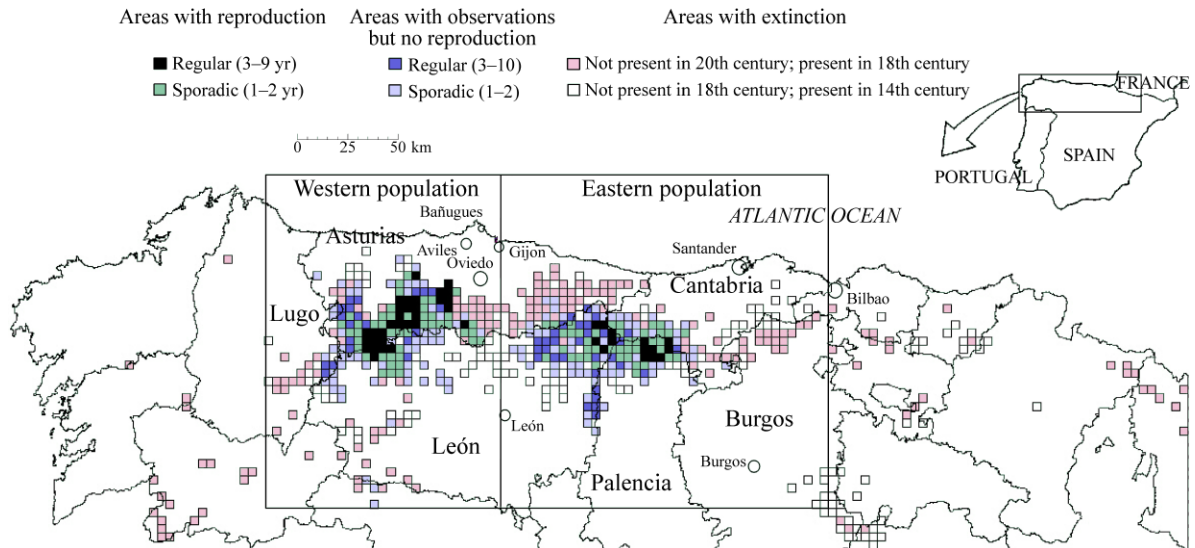 Areas with reproduction
Regular (3–9 yr)
Sporadic (1–2 yr)
Areas with observations
but no reproduction
Regular (3–10)
Sporadic (1–2)
Areas with extinction
Not present in 20th century; present in 18th century
Not present in 18th century; present in 14th century
0 25 50 km
FRANCE
SPAIN
PORTUGAL
Western population
Eastern population
ATLANTIC OCEAN
Bañugues
Asturias
Aviles
Gijon
Oviedo
Santander
Cantabria
Bilbao
Lugo
León
León
Burgos
Burgos
Palencia